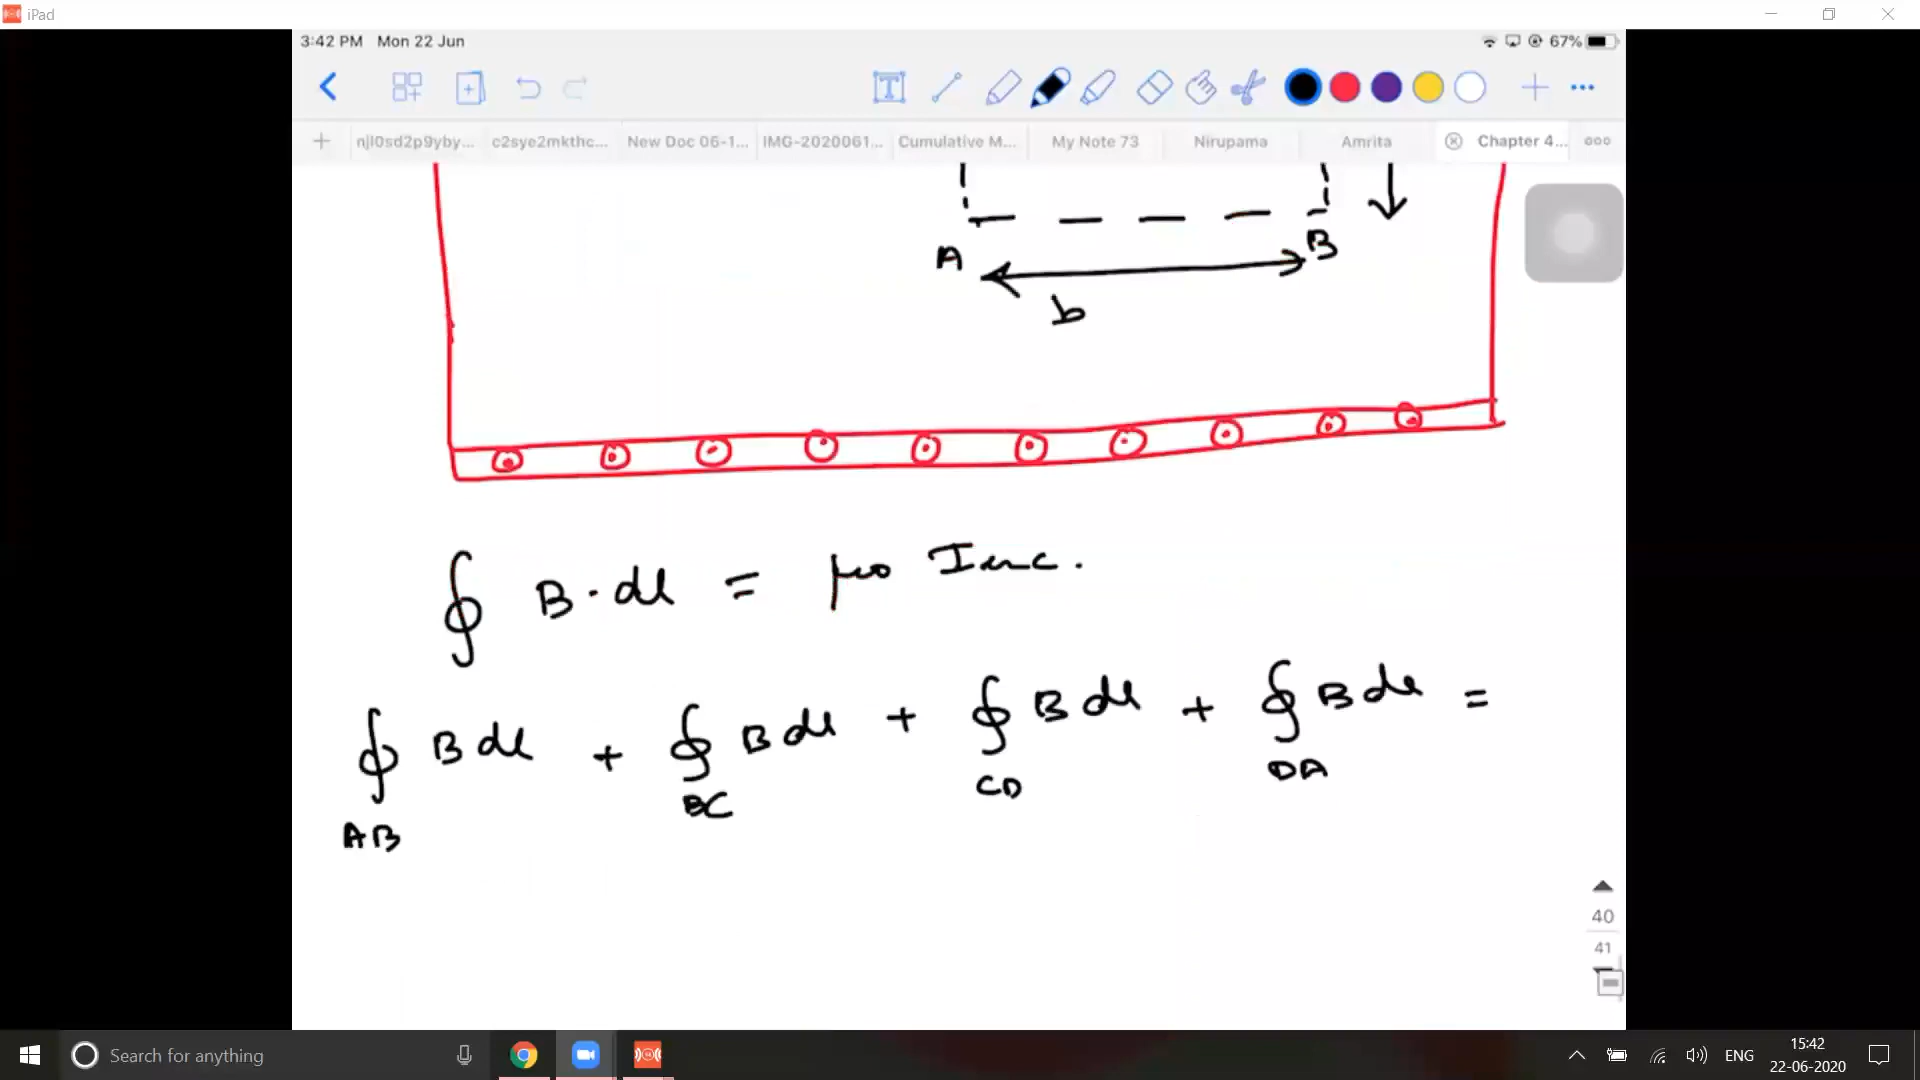 iPad
3:42 PM Mon 22 Jun
67%
njl0sd2p9yby... c2sye2mkthc... New Doc 06-1... IMG-2020061... Cumulative M... My Note 73 Nirupama Amrita Chapter 4...
A B
b
∮ B · dl = μo Ienc.
∮ B dl + ∮ B dl + ∮ B dl + ∮ B dl =
AB BC CD DA
40
41
Search for anything
ENG
15:42
22-06-2020